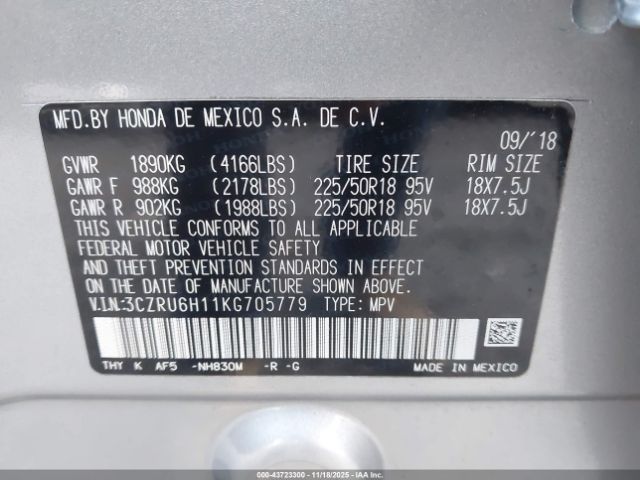 MFD.BY HONDA DE MEXICO S.A. DE C.V.
09/'18
GVWR 1890KG (4166LBS) TIRE SIZE RIM SIZE
GAWR F 988KG (2178LBS) 225/50R18 95V 18X7.5J
GAWR R 902KG (1988LBS) 225/50R18 95V 18X7.5J
THIS VEHICLE CONFORMS TO ALL APPLICABLE
FEDERAL MOTOR VEHICLE SAFETY
AND THEFT PREVENTION STANDARDS IN EFFECT
ON THE DATE OF MANUFACTURE SHOWN ABOVE.
V.I.N.:3CZRU6H11KG705779 TYPE: MPV
THY K AF5 -NH830M -R -G MADE IN MEXICO
000-43723300 - 11/18/2025 - IAA, Inc.